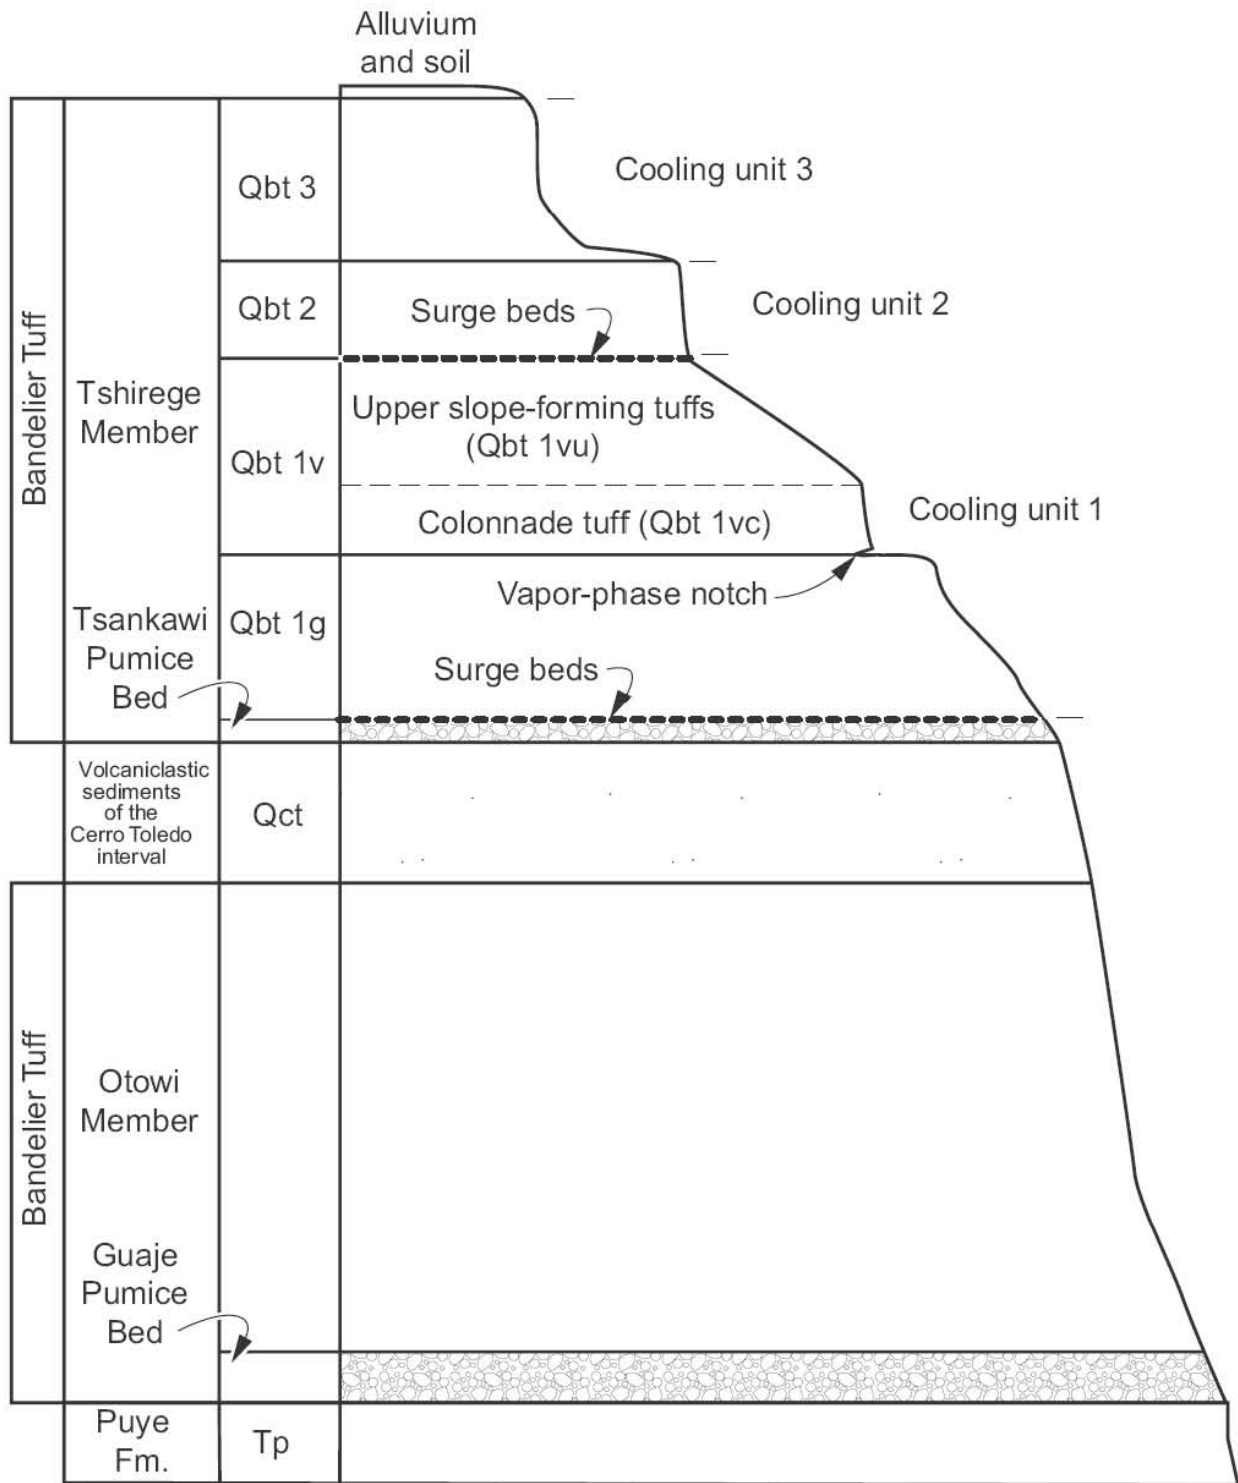 Alluvium
and soil
Qbt 3
Cooling unit 3
Qbt 2
Surge beds
Cooling unit 2
Bandelier Tuff
Tshirege
Member
Qbt 1v
Upper slope-forming tuffs
(Qbt 1vu)
Colonnade tuff (Qbt 1vc)
Cooling unit 1
Vapor-phase notch
Tsankawi
Pumice
Bed
Qbt 1g
Surge beds
Volcaniclastic
sediments
of the
Cerro Toledo
interval
Qct
Bandelier Tuff
Otowi
Member
Guaje
Pumice
Bed
Puye
Fm.
Tp